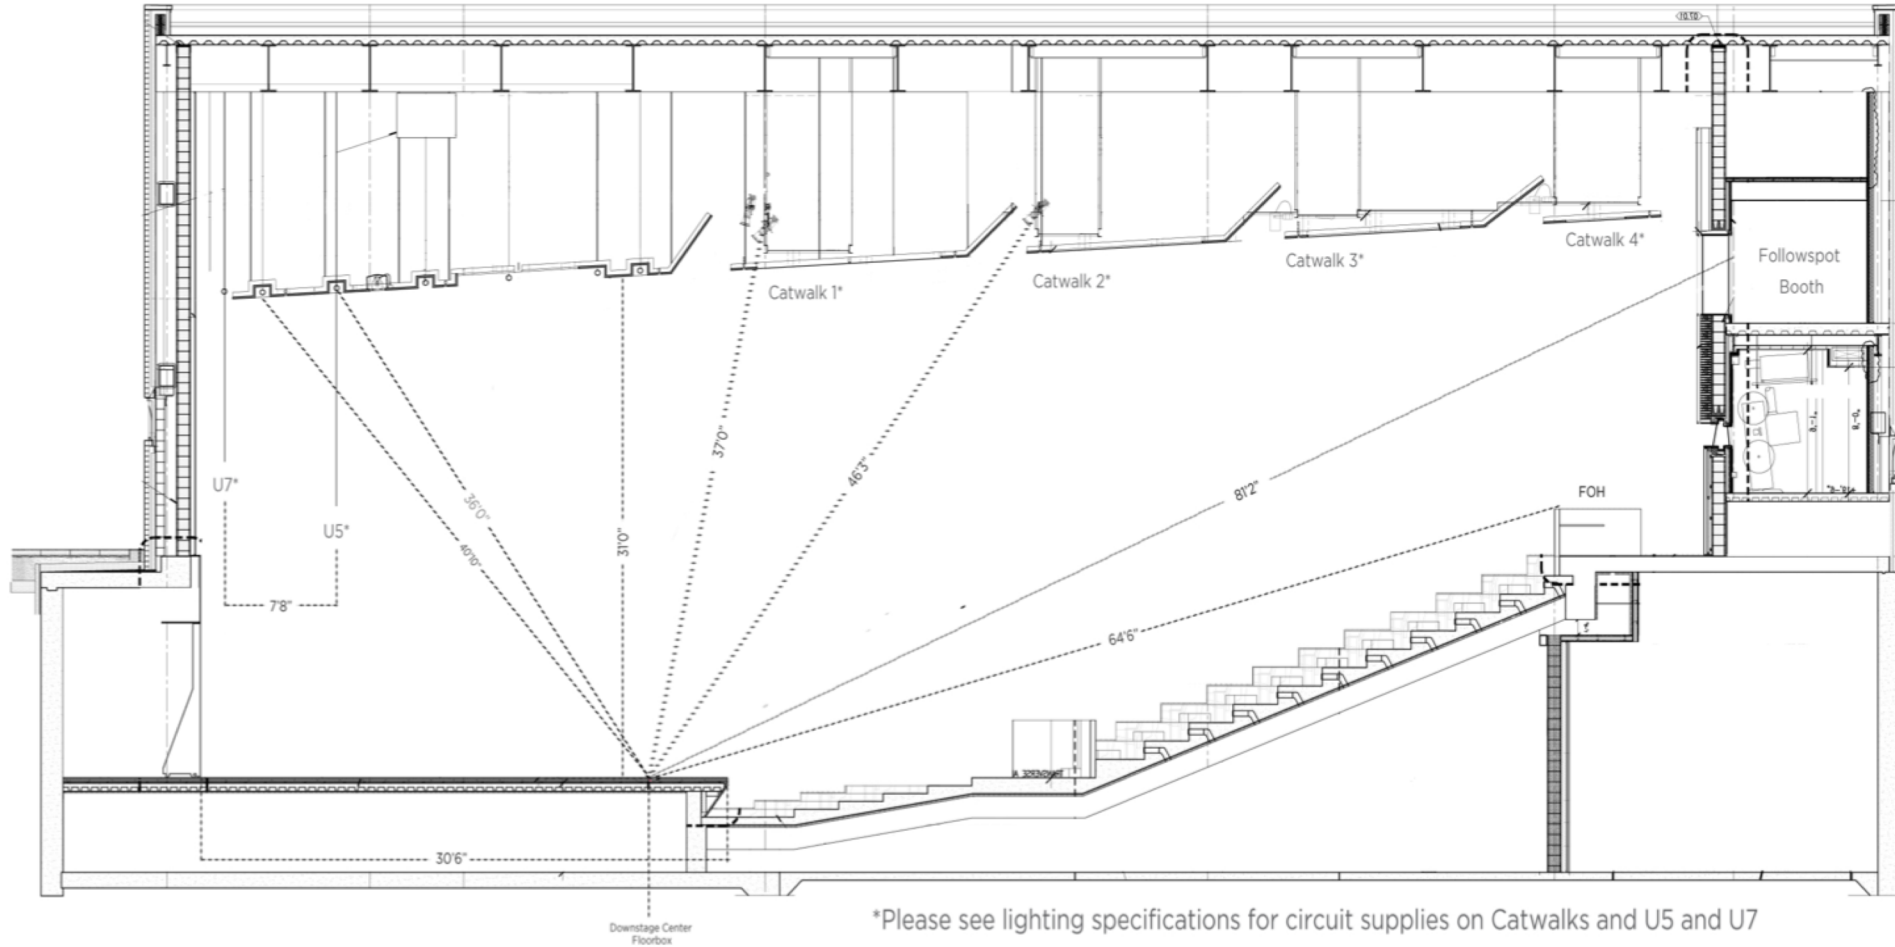 Catwalk 4*
Followspot
Booth
Catwalk 3*
Catwalk 2*
Catwalk 1*
37'0"
46'3"
81'2"
U7*
FOH
36'0"
U5*
31'0"
40'10"
7'8"
64'6"
30'6"
Downstage Center
Floorbox
*Please see lighting specifications for circuit supplies on Catwalks and U5 and U7